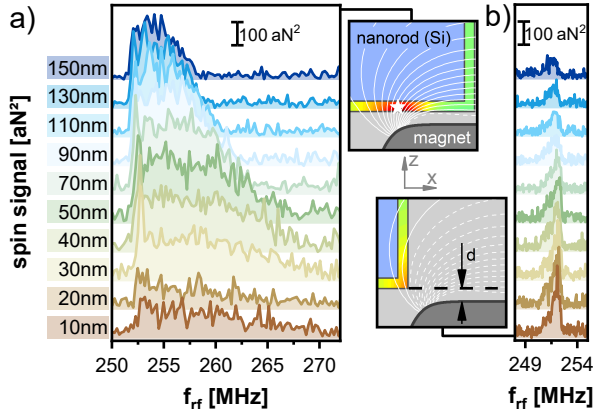 a)
100 aN²
nanorod (Si)
magnet
z
x
d
b)
100 aN²
spin signal [aN²]
150nm
130nm
110nm
90nm
70nm
50nm
40nm
30nm
20nm
10nm
250 255 260 265 270
f_rf [MHz]
249 254
f_rf [MHz]